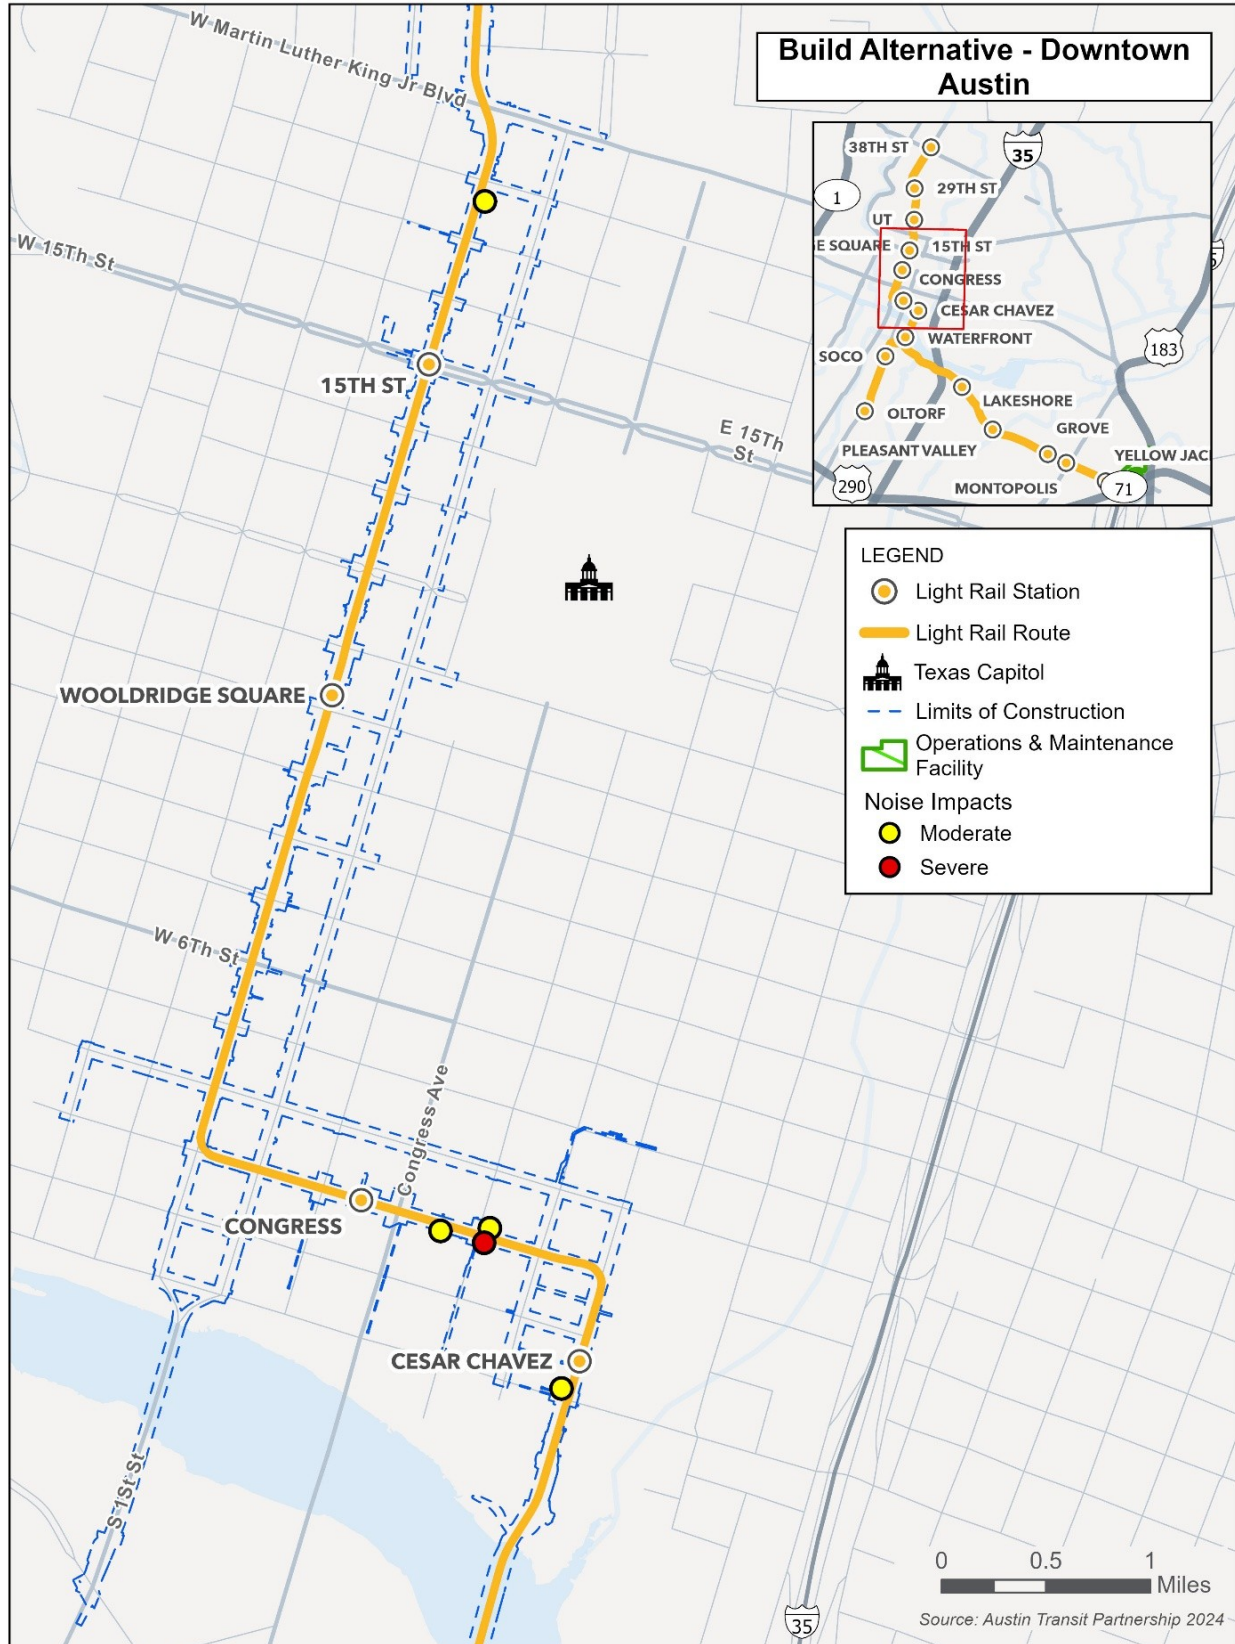 Build Alternative - Downtown
Austin
W Martin Luther King Jr Blvd
W 15Th St
15TH ST
E 15Th
St
WOOLDRIDGE SQUARE
W 6Th St
Congress Ave
CONGRESS
CESAR CHAVEZ
S 1St St
35
38TH ST
35
1
29TH ST
UT
E SQUARE
15TH ST
CONGRESS
CESAR CHAVEZ
WATERFRONT
SOCO
183
LAKESHORE
OLTORF
GROVE
PLEASANT VALLEY
YELLOW JAC
290
MONTOPOLIS
71
LEGEND
Light Rail Station
Light Rail Route
Texas Capitol
Limits of Construction
Operations & Maintenance
Facility
Noise Impacts
Moderate
Severe
0 0.5 1
Miles
Source: Austin Transit Partnership 2024